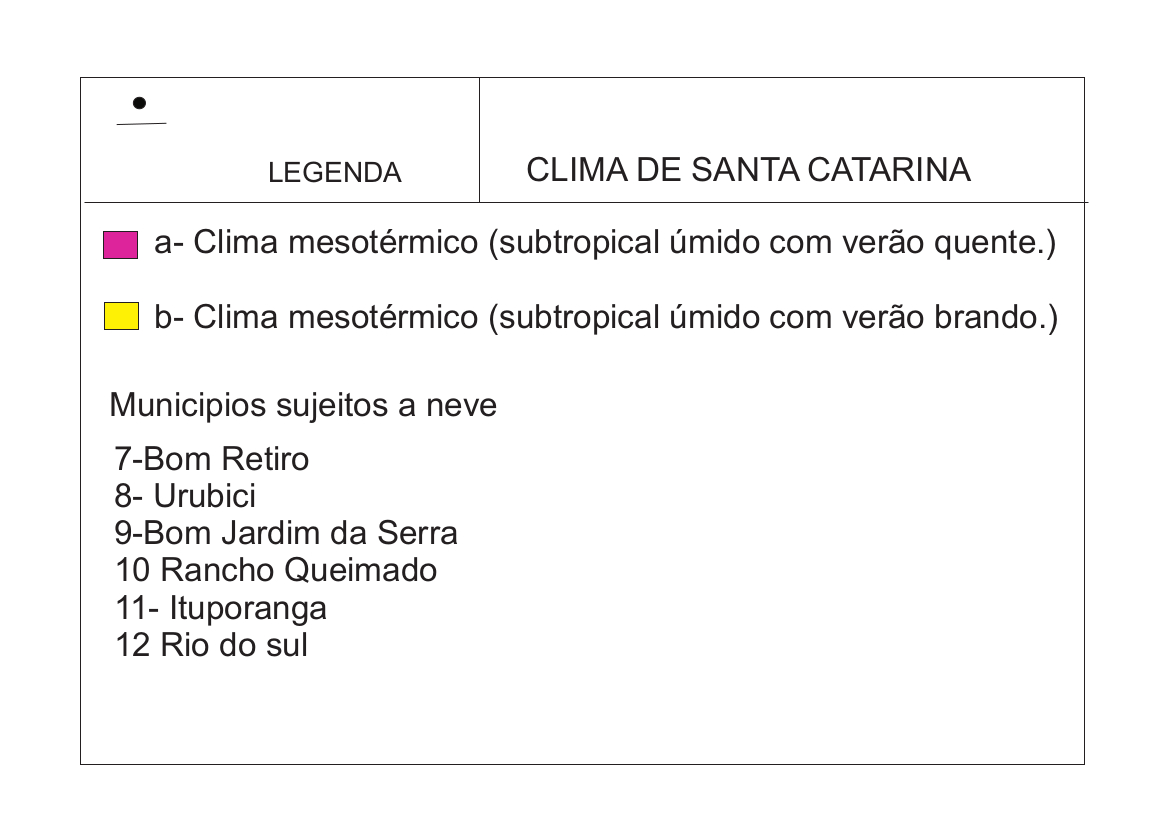 LEGENDA
CLIMA DE SANTA CATARINA
a- Clima mesotérmico (subtropical úmido com verão quente.)
b- Clima mesotérmico (subtropical úmido com verão brando.)
Municipios sujeitos a neve
7-Bom Retiro
8- Urubici
9-Bom Jardim da Serra
10 Rancho Queimado
11- Ituporanga
12 Rio do sul